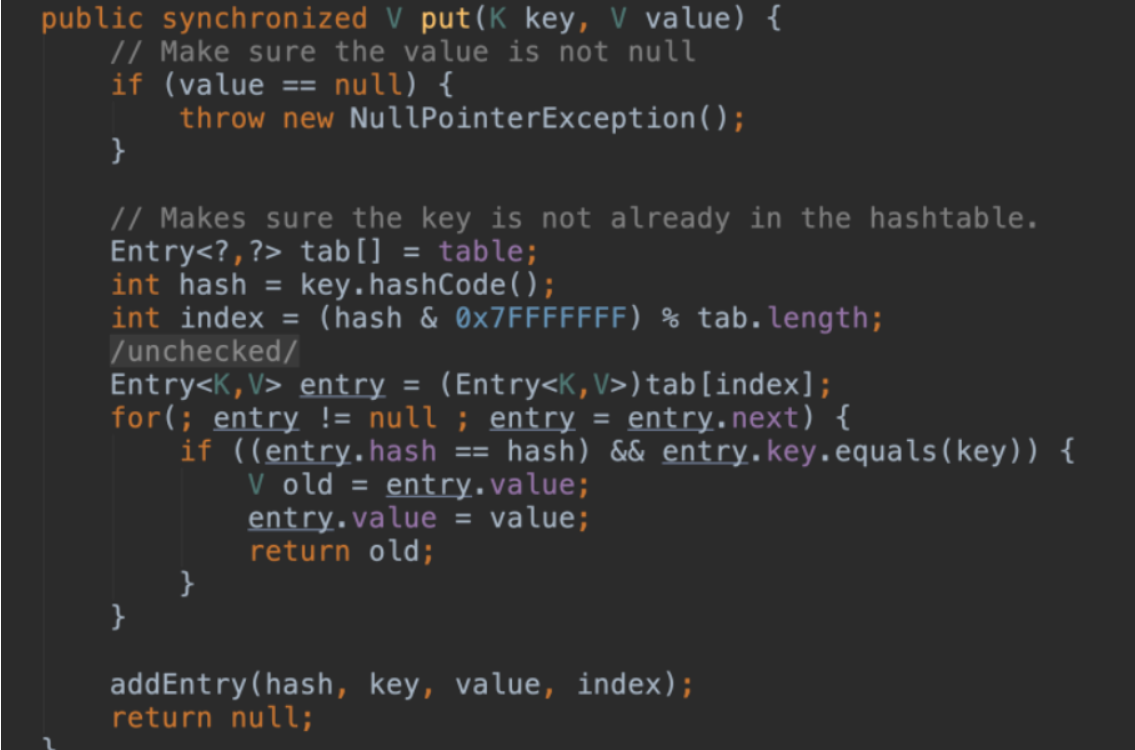 public synchronized V put(K key, V value) {
// Make sure the value is not null
if (value == null) {
throw new NullPointerException();
}
// Makes sure the key is not already in the hashtable.
Entry<?,?> tab[] = table;
int hash = key.hashCode();
int index = (hash & 0x7FFFFFFF) % tab.length;
/unchecked/
Entry<K,V> entry = (Entry<K,V>)tab[index];
for(; entry != null ; entry = entry.next) {
if ((entry.hash == hash) && entry.key.equals(key)) {
V old = entry.value;
entry.value = value;
return old;
}
}
addEntry(hash, key, value, index);
return null;
}